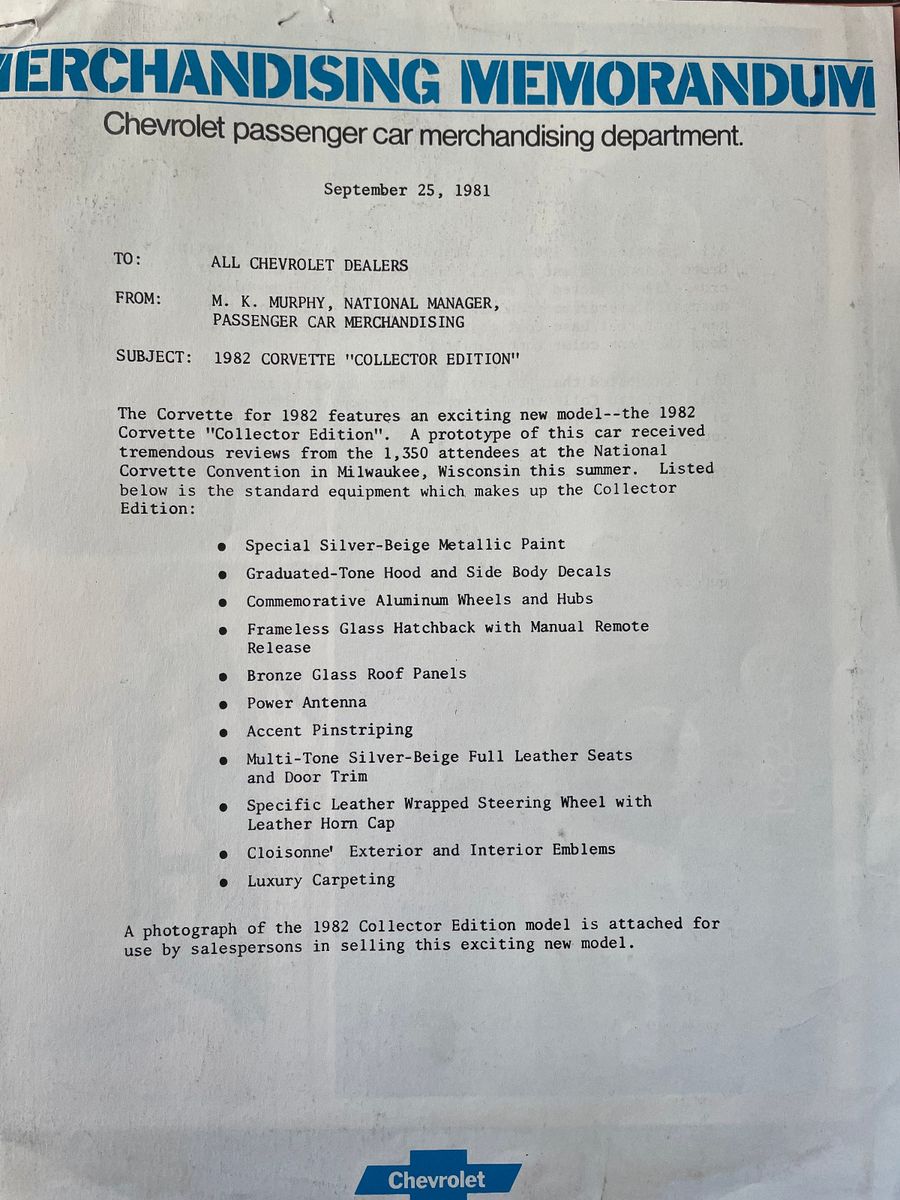 MERCHANDISING MEMORANDUM
Chevrolet passenger car merchandising department.
September 25, 1981
TO: ALL CHEVROLET DEALERS
FROM: M. K. MURPHY, NATIONAL MANAGER,
PASSENGER CAR MERCHANDISING
SUBJECT: 1982 CORVETTE "COLLECTOR EDITION"
The Corvette for 1982 features an exciting new model--the 1982
Corvette "Collector Edition". A prototype of this car received
tremendous reviews from the 1,350 attendees at the National
Corvette Convention in Milwaukee, Wisconsin this summer. Listed
below is the standard equipment which makes up the Collector
Edition:
● Special Silver-Beige Metallic Paint
● Graduated-Tone Hood and Side Body Decals
● Commemorative Aluminum Wheels and Hubs
● Frameless Glass Hatchback with Manual Remote
Release
● Bronze Glass Roof Panels
● Power Antenna
● Accent Pinstriping
● Multi-Tone Silver-Beige Full Leather Seats
and Door Trim
● Specific Leather Wrapped Steering Wheel with
Leather Horn Cap
● Cloisonne' Exterior and Interior Emblems
● Luxury Carpeting
A photograph of the 1982 Collector Edition model is attached for
use by salespersons in selling this exciting new model.
Chevrolet